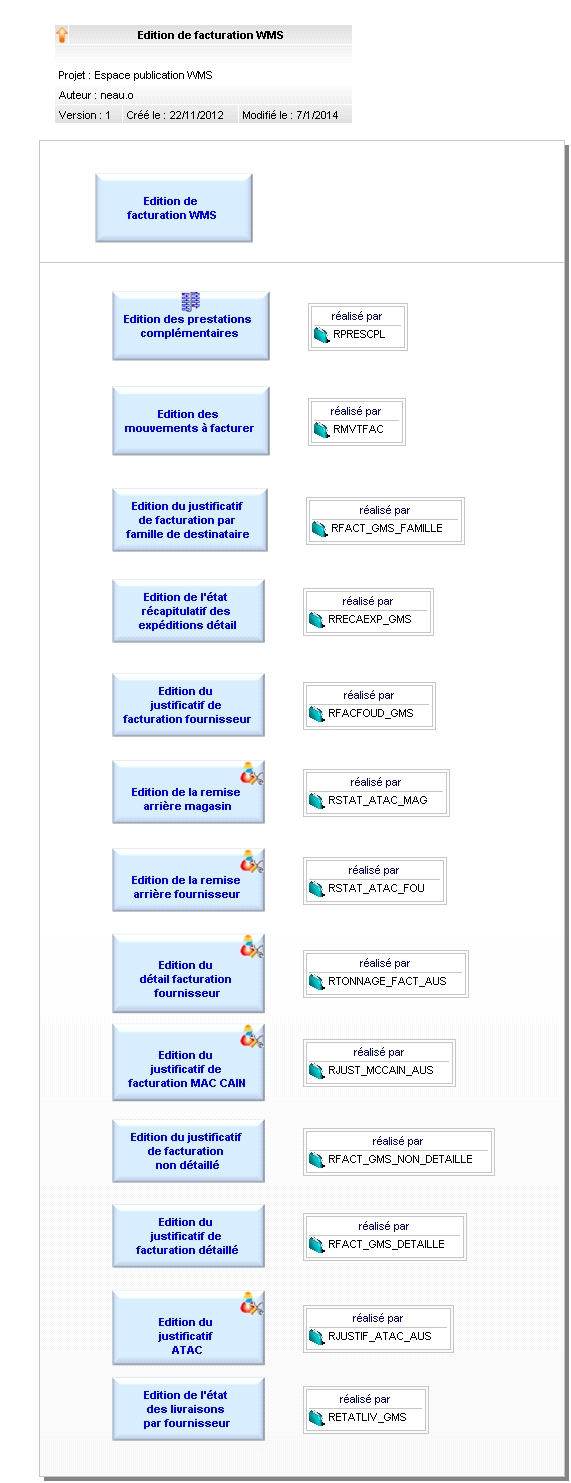 Edition de facturation WMS
Projet : Espace publication WMS
Auteur : neau.o
Version : 1 Créé le : 22/11/2012 Modifié le : 7/1/2014
Edition de
facturation WMS
Edition des prestations
complémentaires
réalisé par
RPRESCPL
Edition des
mouvements à facturer
réalisé par
RMVTFAC
Edition du justificatif
de facturation par
famille de destinataire
réalisé par
RFACT_GMS_FAMILLE
Edition de l'état
récapitulatif des
expéditions détail
réalisé par
RRECAEXP_GMS
Edition du
justificatif de
facturation fournisseur
réalisé par
RFACFOUD_GMS
Edition de la remise
arrière magasin
réalisé par
RSTAT_ATAC_MAG
Edition de la remise
arrière fournisseur
réalisé par
RSTAT_ATAC_FOU
Edition du
détail facturation
fournisseur
réalisé par
RTONNAGE_FACT_AUS
Edition du
justificatif de
facturation MAC CAIN
réalisé par
RJUST_MCCAIN_AUS
Edition du justificatif
de facturation
non détaillé
réalisé par
RFACT_GMS_NON_DETAILLE
Edition du
justificatif de
facturation détaillé
réalisé par
RFACT_GMS_DETAILLE
Edition du
justificatif
ATAC
réalisé par
RJUSTIF_ATAC_AUS
Edition de l'état
des livraisons
par fournisseur
réalisé par
RETATLIV_GMS